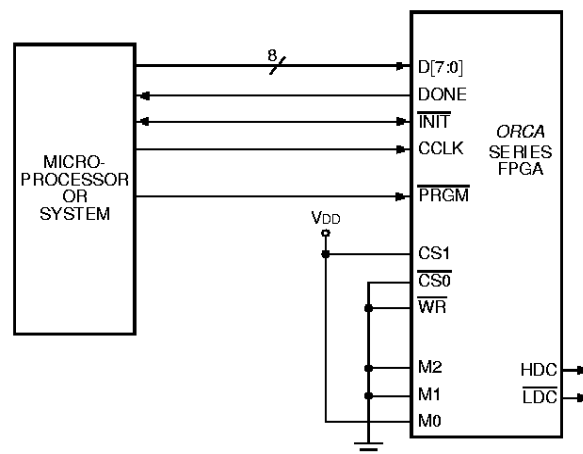 8
D[7:0]
DONE
INIT
CCLK
PRGM
MICRO-
PROCESSOR
OR
SYSTEM
ORCA
SERIES
FPGA
VDD
CS1
CS0
WR
M2
M1
M0
HDC
LDC